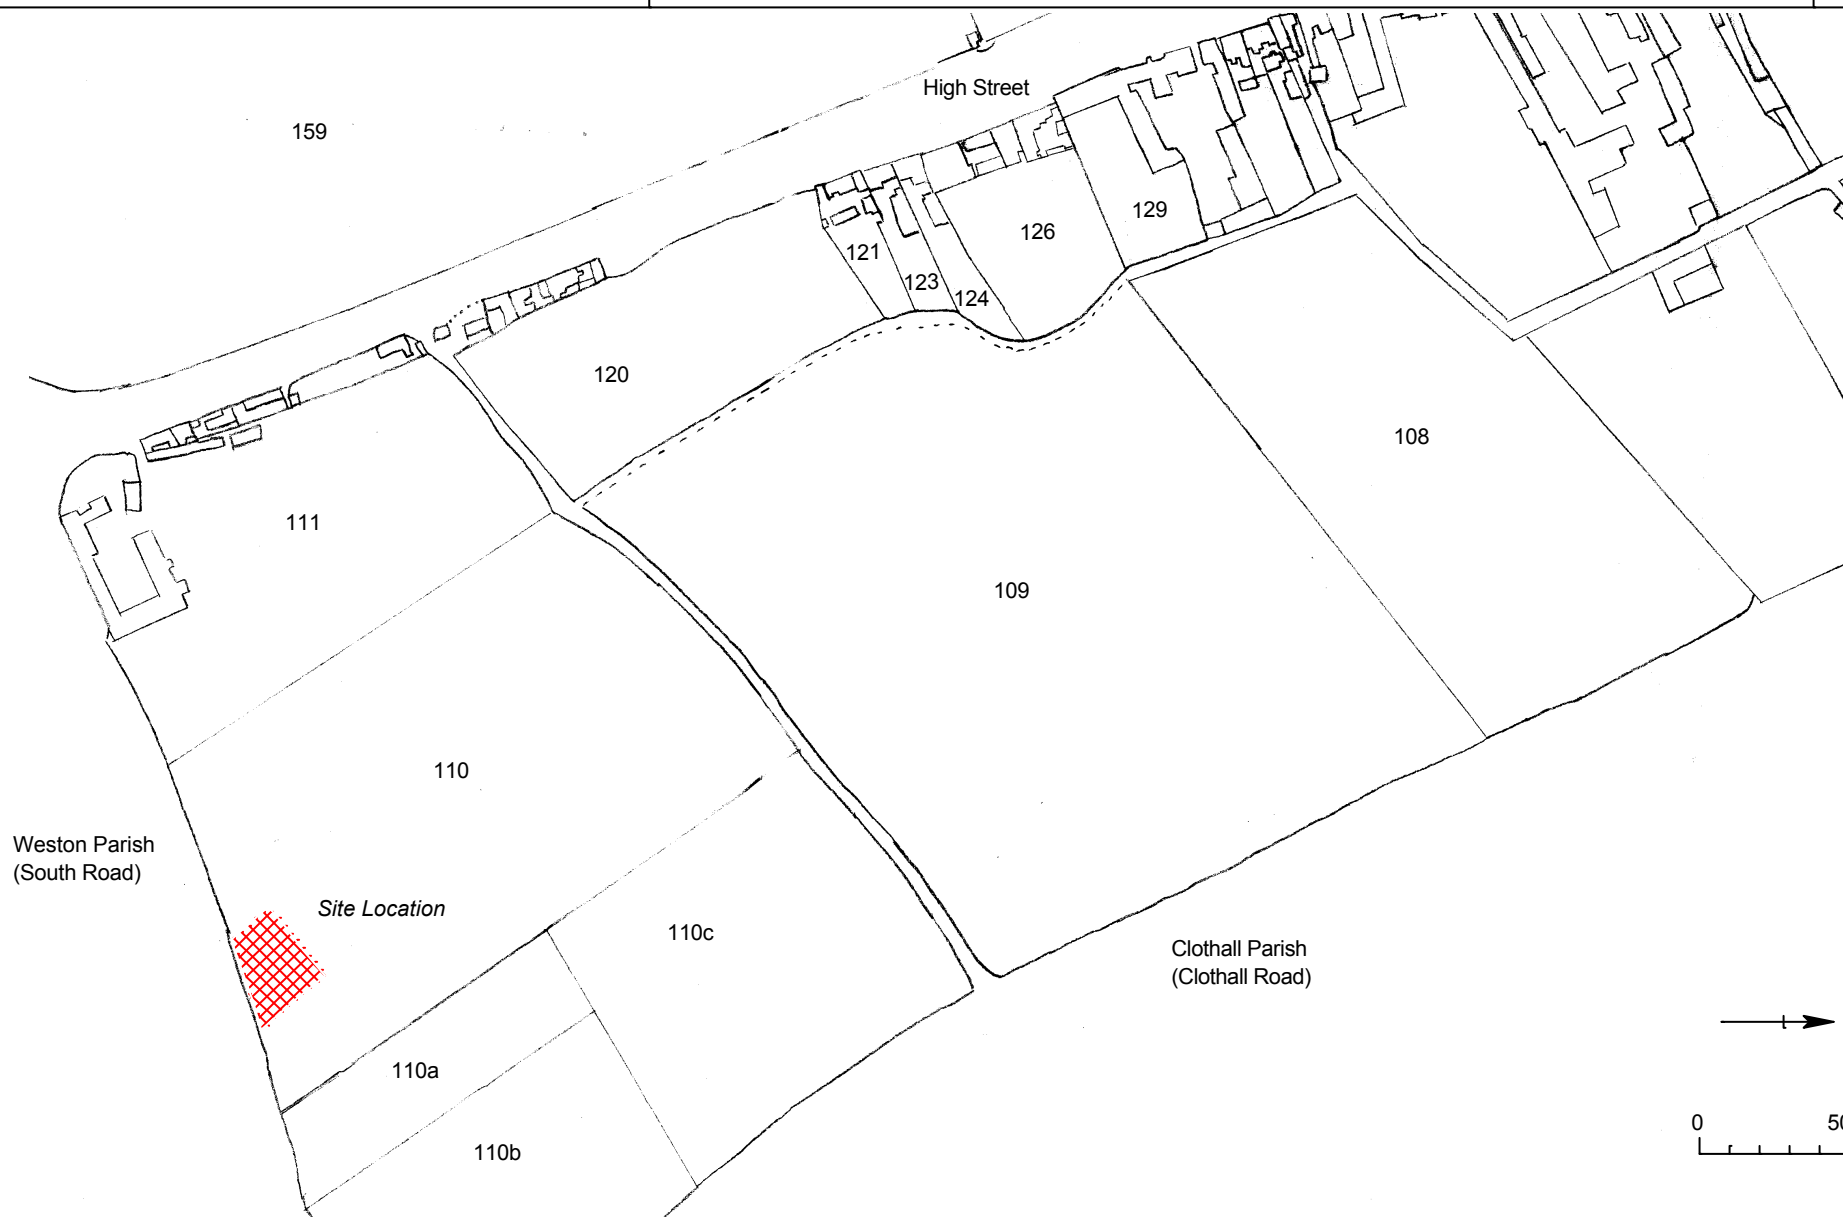 High Street
159
129
126
121
123
124
120
108
111
109
110
Weston Parish
(South Road)
Site Location
110c
Clothall Parish
(Clothall Road)
110a
110b
0